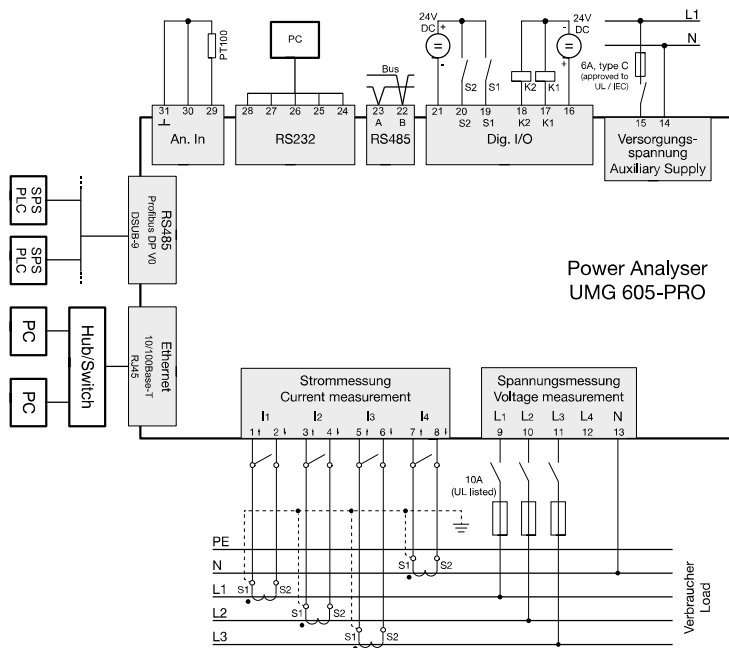 24V
DC
+
-
24V
DC
-
+
L1
N
PT100
PC
Bus
S2
S1
K2
K1
6A, type C
(approved to
UL / IEC)
31 30 29
An. In
28 27 26 25 24
RS232
23 22
A B
RS485
21 20 19 18 17 16
S2 S1 K2 K1
Dig. I/O
15 14
Versorgungs-
spannung
Auxiliary Supply
SPS
PLC
SPS
PLC
RS485
Profibus DP V0
DSUB-9
Power Analyser
UMG 605-PRO
PC
PC
Hub/Switch
Ethernet
10/100Base-T
RJ45
Strommessung
Current measurement
I1 I2 I3 I4
1 2 3 4 5 6 7 8
Spannungsmessung
Voltage measurement
L1 L2 L3 L4 N
9 10 11 12 13
10A
(UL listed)
PE
S1 S2
N
S1 S2
L1
S1 S2
L2
S1 S2
L3
Verbraucher
Load